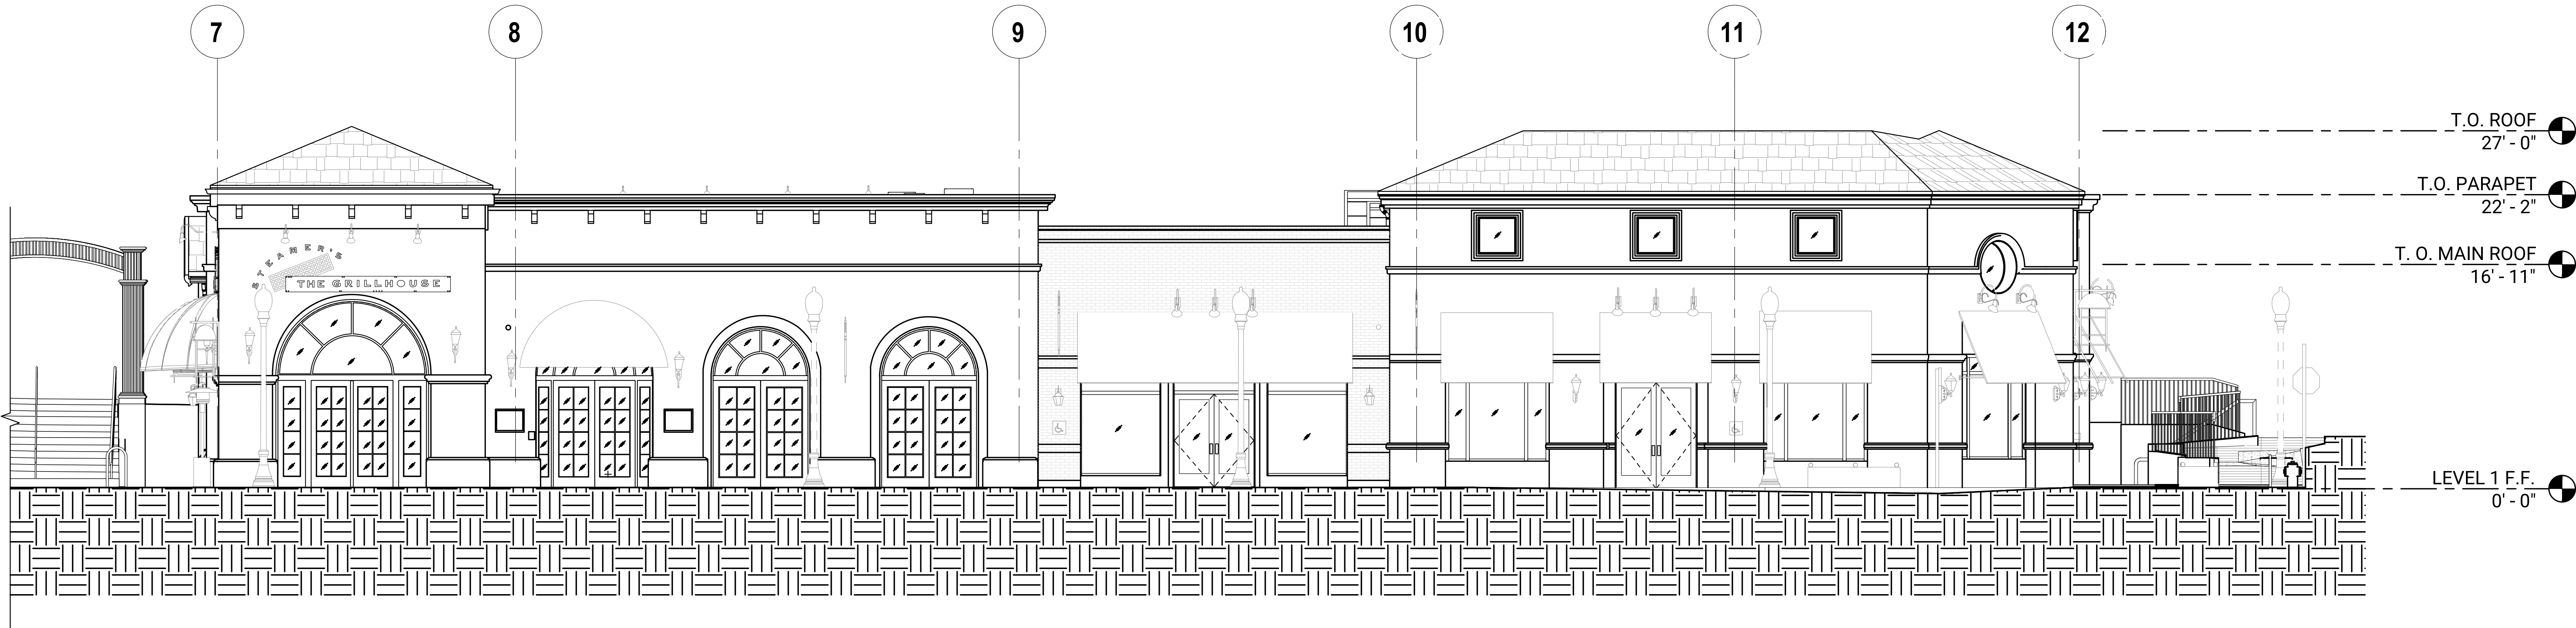 7
8
9
10
11
12
T.O. ROOF
27' - 0"
T.O. PARAPET
22' - 2"
T. O. MAIN ROOF
16' - 11"
STEAMER'S
THE GRILLHOUSE
LEVEL 1 F.F.
0' - 0"